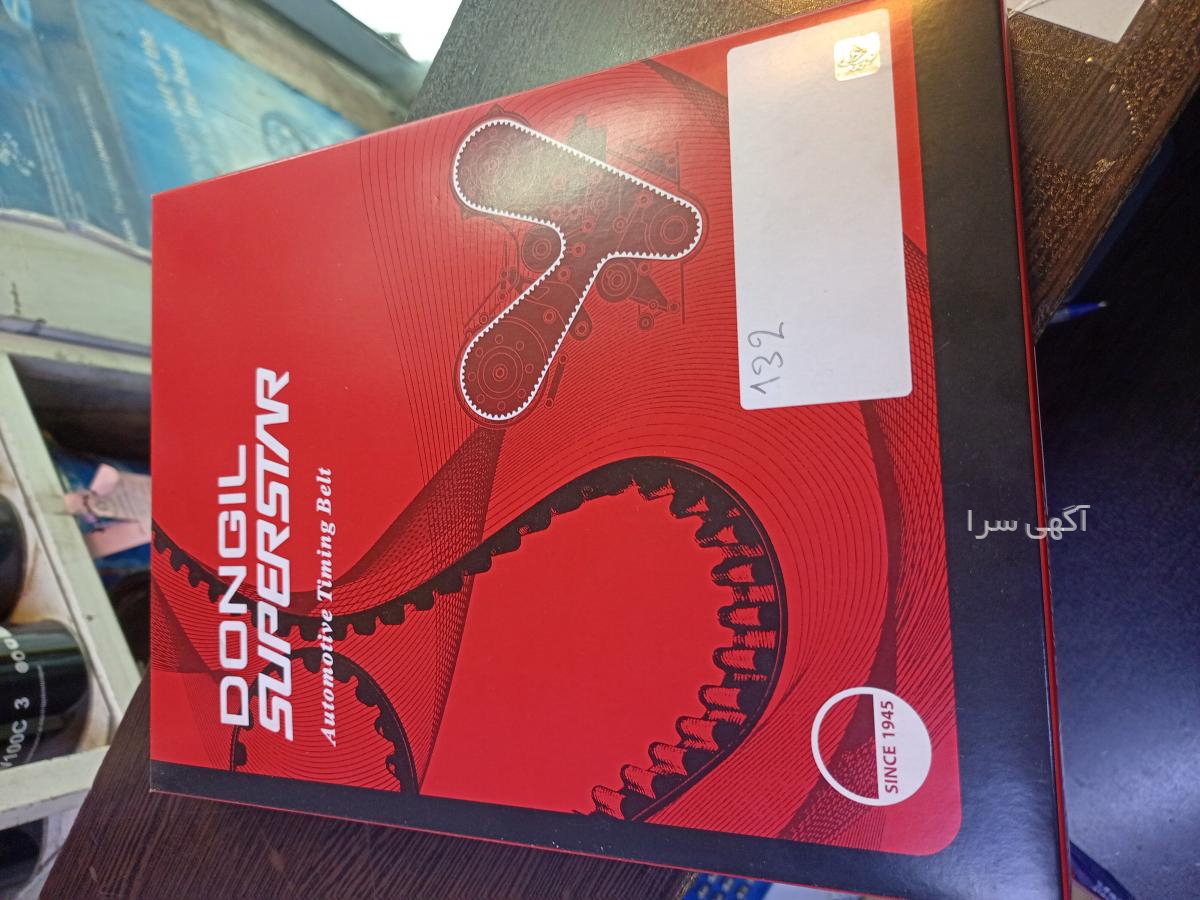 DONGIL
SUPERSTAR
Automotive Timing Belt
132
SINCE 1945
آگهی سرا